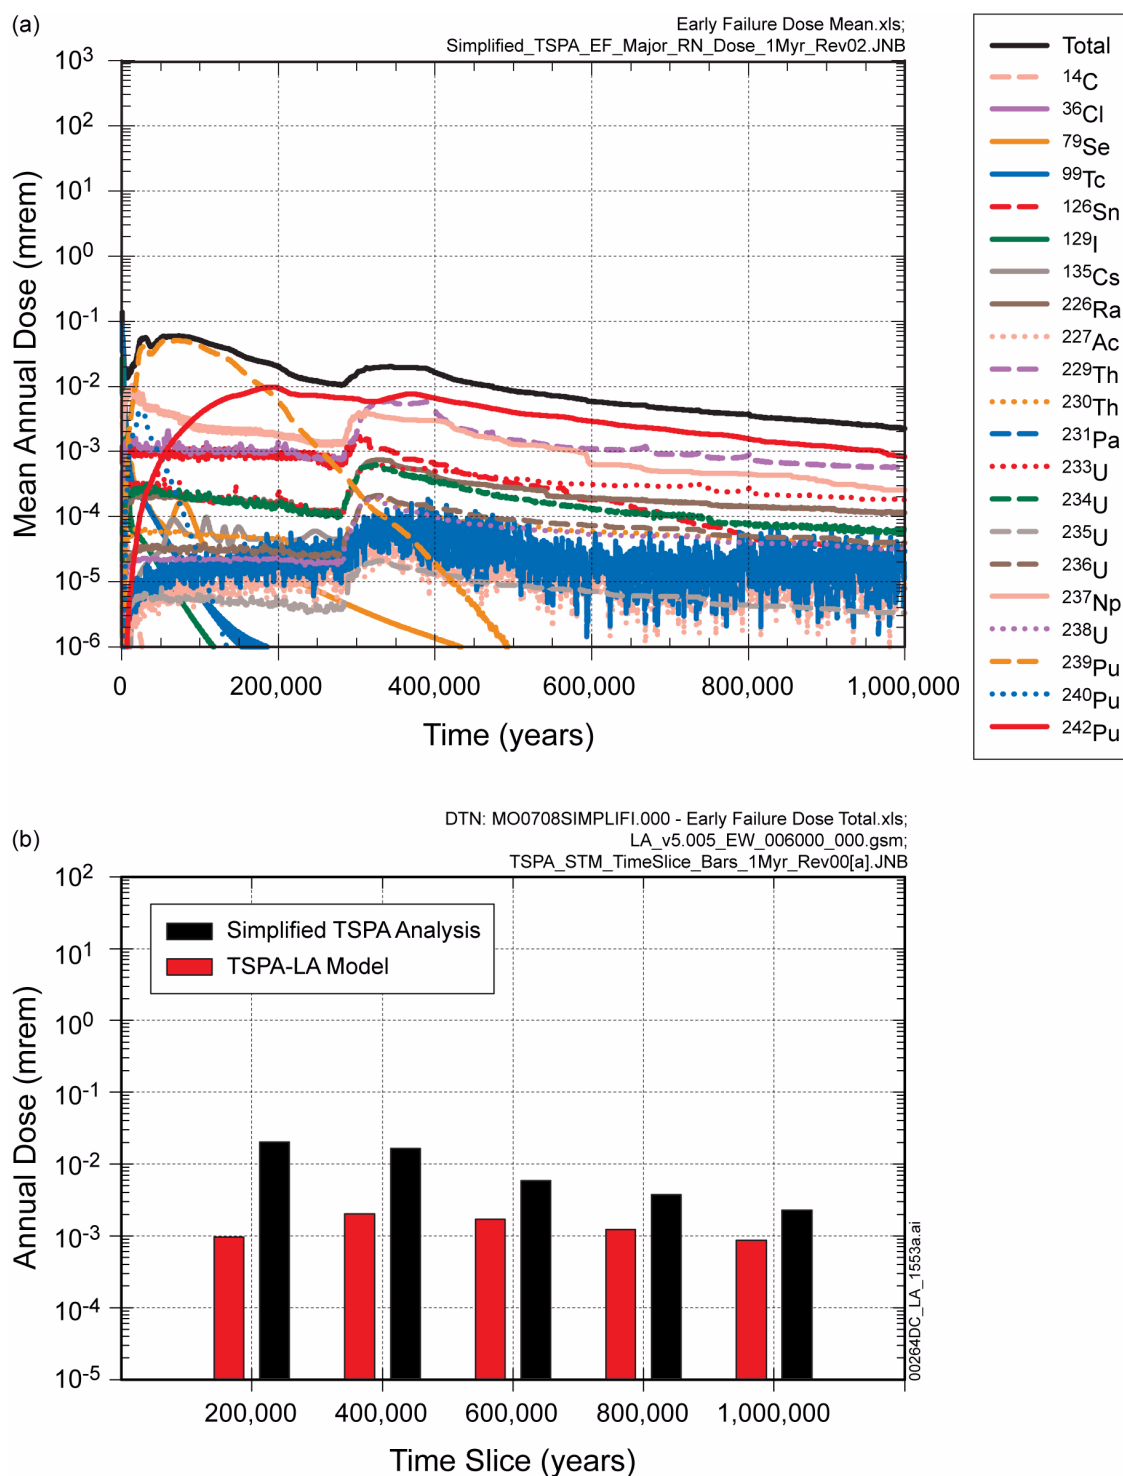 (a)
Early Failure Dose Mean.xls;
Simplified_TSPA_EF_Major_RN_Dose_1Myr_Rev02.JNB
Mean Annual Dose (mrem)
10³
10²
10¹
10⁰
10⁻¹
10⁻²
10⁻³
10⁻⁴
10⁻⁵
10⁻⁶
0 200,000 400,000 600,000 800,000 1,000,000
Time (years)
Total
¹⁴C
³⁶Cl
⁷⁹Se
⁹⁹Tc
¹²⁶Sn
¹²⁹I
¹³⁵Cs
²²⁶Ra
²²⁷Ac
²²⁹Th
²³⁰Th
²³¹Pa
²³³U
²³⁴U
²³⁵U
²³⁶U
²³⁷Np
²³⁸U
²³⁹Pu
²⁴⁰Pu
²⁴²Pu
(b)
DTN: MO0708SIMPLIFI.000 - Early Failure Dose Total.xls;
LA_v5.005_EW_006000_000.gsm;
TSPA_STM_TimeSlice_Bars_1Myr_Rev00[a].JNB
Annual Dose (mrem)
10²
10¹
10⁰
10⁻¹
10⁻²
10⁻³
10⁻⁴
10⁻⁵
Simplified TSPA Analysis
TSPA-LA Model
200,000 400,000 600,000 800,000 1,000,000
Time Slice (years)
00264DC_LA_1553a.ai